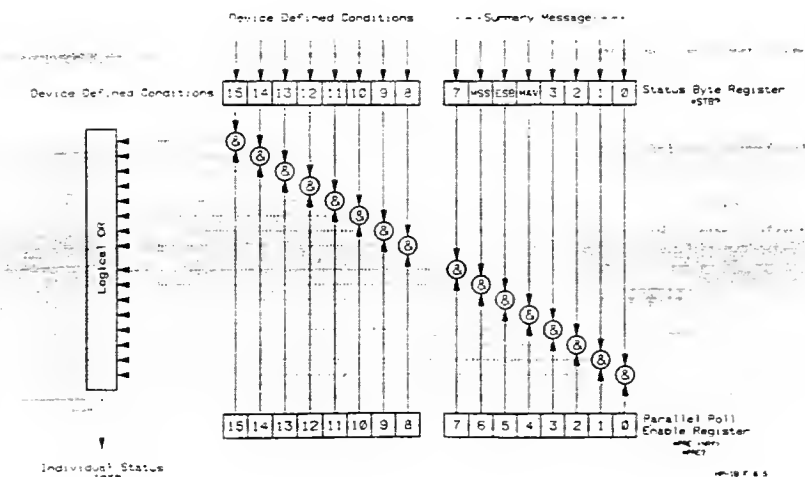 Device Defined Conditions
Summary Message
Device Defined Conditions
15 14 13 12 11 10 9 8
7 MSS ESB MAV 3 2 1 0
Status Byte Register
*STB?
& & & & & & & &
& & & & & & & &
Logical OR
15 14 13 12 11 10 9 8
7 6 5 4 3 2 1 0
Parallel Poll
Enable Register
*PRE?
Individual Status